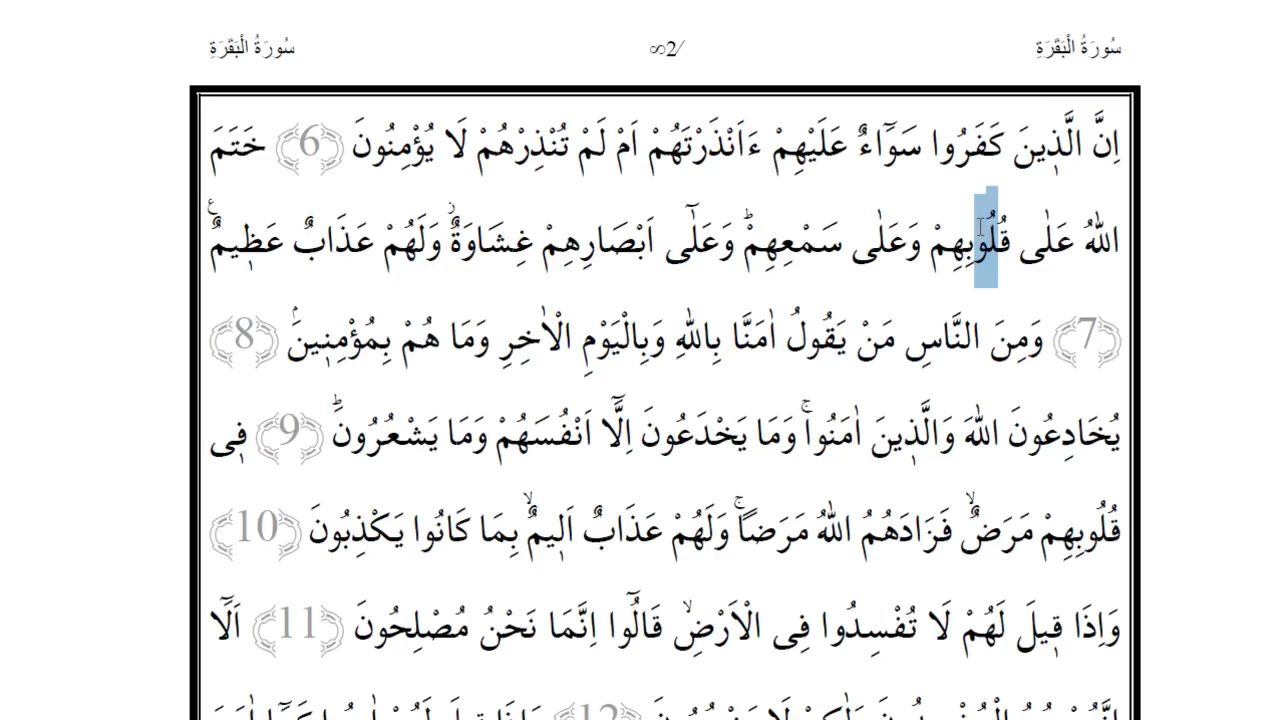 سُورَةُ الْبَقَرَةِ ∞2/ سُورَةُ الْبَقَرَةِ
اِنَّ الَّذ۪ينَ كَفَرُوا سَوَٓاءٌ عَلَيْهِمْ ءَاَنْذَرْتَهُمْ اَمْ لَمْ تُنْذِرْهُمْ لَا يُؤْمِنُونَ ﴿6﴾ خَتَمَ
اللّٰهُ عَلٰى قُلُوبِهِمْ وَعَلٰى سَمْعِهِمْۜ وَعَلٰٓى اَبْصَارِهِمْ غِشَاوَةٌۘ وَلَهُمْ عَذَابٌ عَظ۪يمٌ۟
﴿7﴾ وَمِنَ النَّاسِ مَنْ يَقُولُ اٰمَنَّا بِاللّٰهِ وَبِالْيَوْمِ الْاٰخِرِ وَمَا هُمْ بِمُؤْمِن۪ينَۢ ﴿8﴾
يُخَادِعُونَ اللّٰهَ وَالَّذ۪ينَ اٰمَنُواۚ وَمَا يَخْدَعُونَ اِلَّٓا اَنْفُسَهُمْ وَمَا يَشْعُرُونَۜ ﴿9﴾ ف۪ى
قُلُوبِهِمْ مَرَضٌۙ فَزَادَهُمُ اللّٰهُ مَرَضًاۚ وَلَهُمْ عَذَابٌ اَل۪يمٌۙ بِمَا كَانُوا يَكْذِبُونَ ﴿10﴾
وَاِذَا ق۪يلَ لَهُمْ لَا تُفْسِدُوا فِى الْاَرْضِۙ قَالُٓوا اِنَّمَا نَحْنُ مُصْلِحُونَ ﴿11﴾ اَلَٓا
﴿12﴾